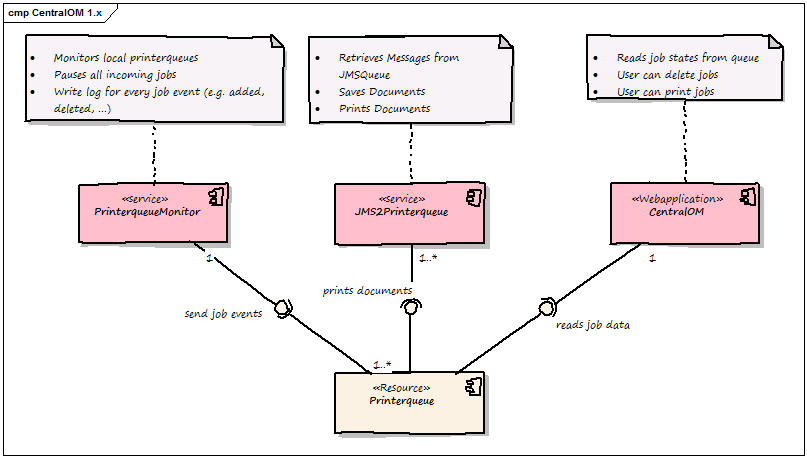 cmp CentralOM 1.x
• Monitors local printerqueues
• Pauses all incoming jobs
• Write log for every job event (e.g. added,
deleted, ...)
• Retrieves Messages from
JMSQueue
• Saves Documents
• Prints Documents
• Reads job states from queue
• User can delete jobs
• User can print jobs
«service»
PrinterqueueMonitor
«service»
JMS2Printerqueue
«Webapplication»
CentralOM
1
1..*
1
send job events
prints documents
reads job data
1..*
«Resource»
Printerqueue